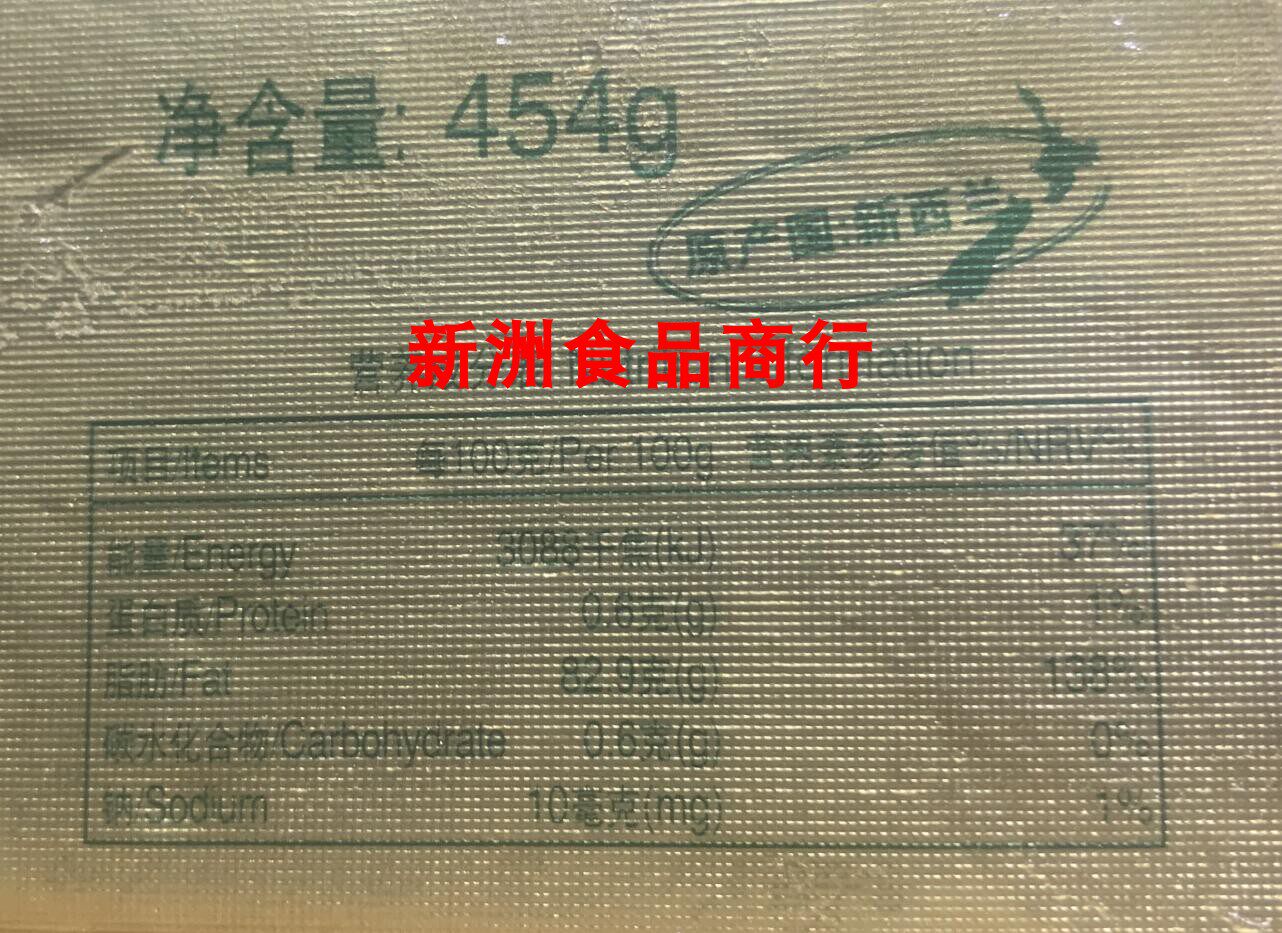 净含量: 454g
原产国:新西兰
新洲食品商行
项目/Items 每100克/Per 100g 营养素参考值%/NRV%
能量/Energy 3088千焦(kJ) 37%
蛋白质/Protein 0.6克(g) 1%
脂肪/Fat 82.9克(g) 138%
碳水化合物/Carbohydrate 0.6克(g) 0%
钠/Sodium 10毫克(mg) 1%